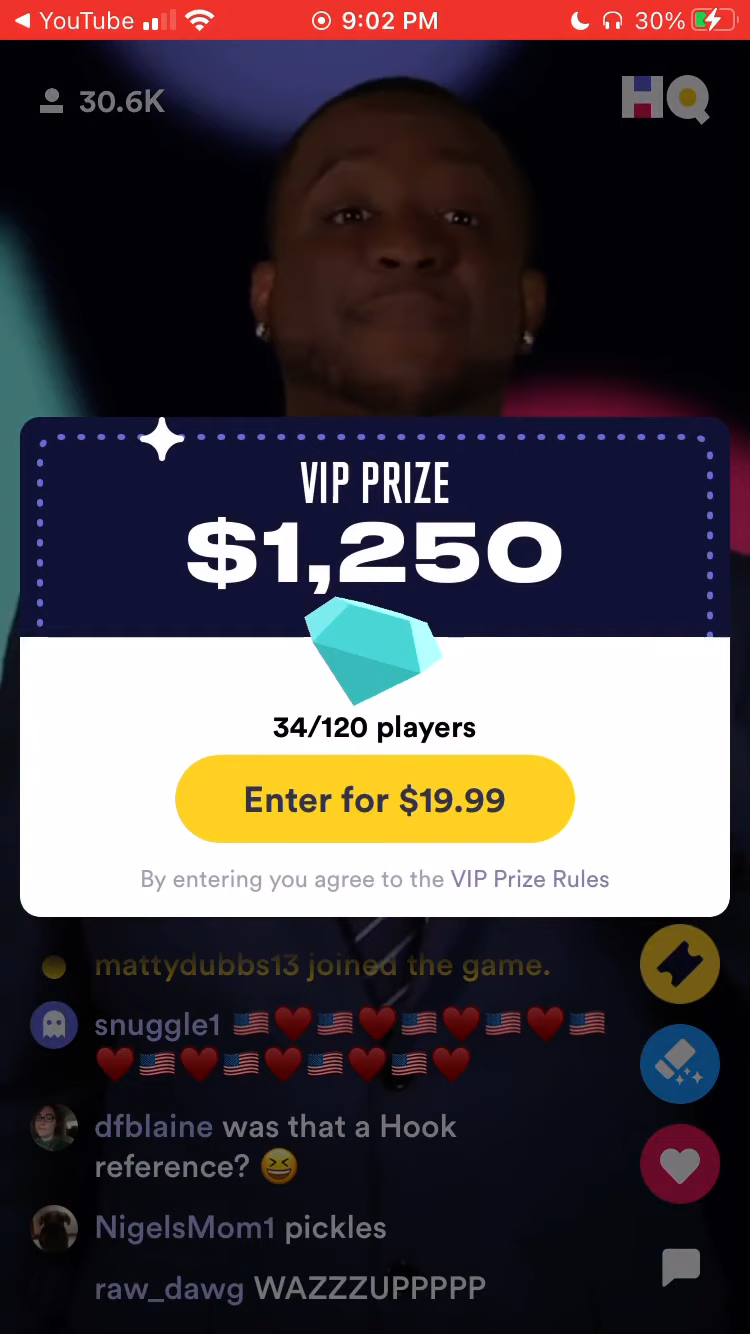 YouTube 9:02 PM 30%
30.6K HQ
VIP PRIZE
$1,250
34/120 players
Enter for $19.99
By entering you agree to the VIP Prize Rules
mattydubbs13 joined the game.
snuggle1 🇺🇸❤️🇺🇸❤️🇺🇸❤️🇺🇸❤️🇺🇸
❤️🇺🇸❤️🇺🇸❤️🇺🇸❤️🇺🇸❤️
dfblaine was that a Hook
reference? 😆
NigelsMom1 pickles
raw_dawg WAZZZUPPPPP